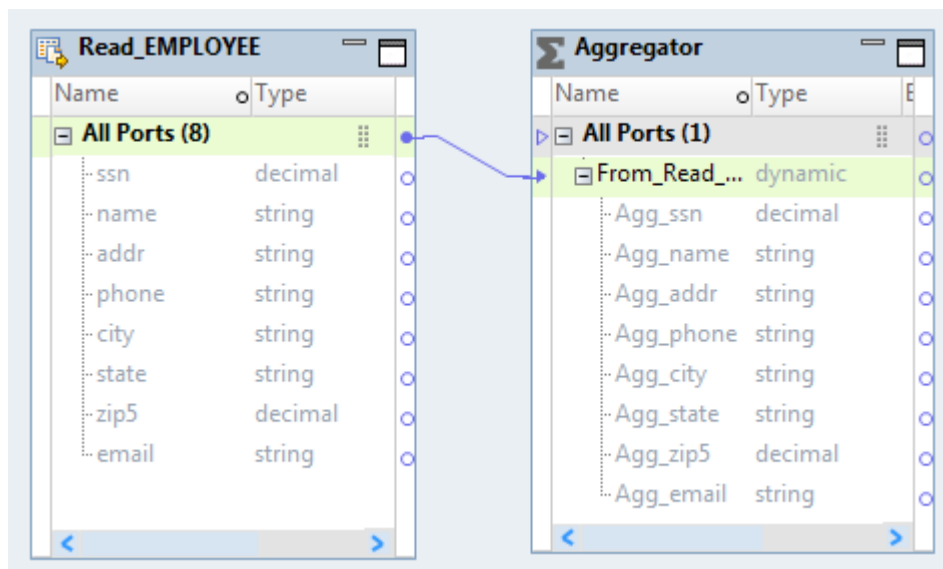 Read_EMPLOYEE
Name Type
All Ports (8)
ssn decimal
name string
addr string
phone string
city string
state string
zip5 decimal
email string
Aggregator
Name Type E
All Ports (1)
From_Read_... dynamic
Agg_ssn decimal
Agg_name string
Agg_addr string
Agg_phone string
Agg_city string
Agg_state string
Agg_zip5 decimal
Agg_email string